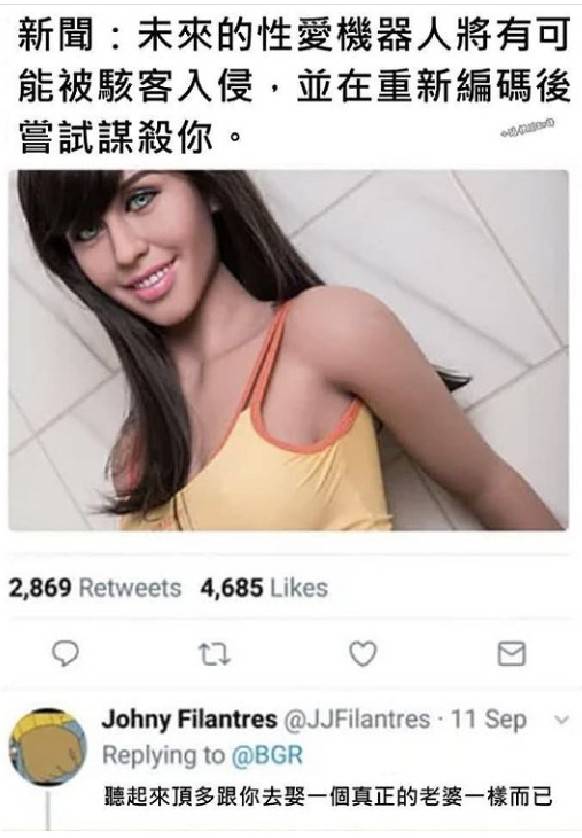 新聞：未來的性愛機器人將有可
能被駭客入侵，並在重新編碼後
嘗試謀殺你。
2,869 Retweets 4,685 Likes
Johny Filantres @JJFilantres · 11 Sep
Replying to @BGR
聽起來頂多跟你去娶一個真正的老婆一樣而已